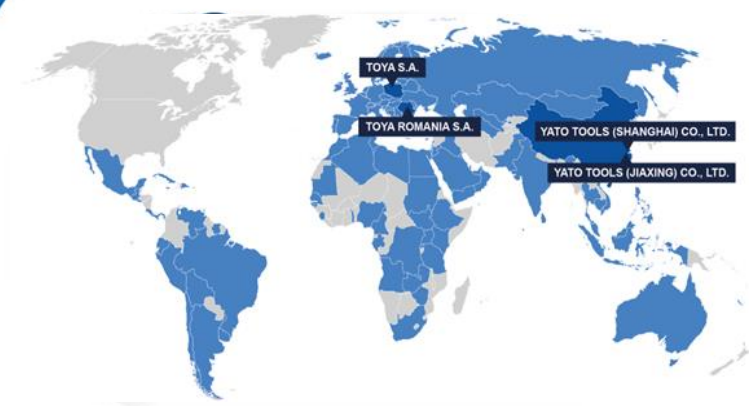 TOYA S.A.
TOYA ROMANIA S.A.
YATO TOOLS (SHANGHAI) CO., LTD.
YATO TOOLS (JIAXING) CO., LTD.